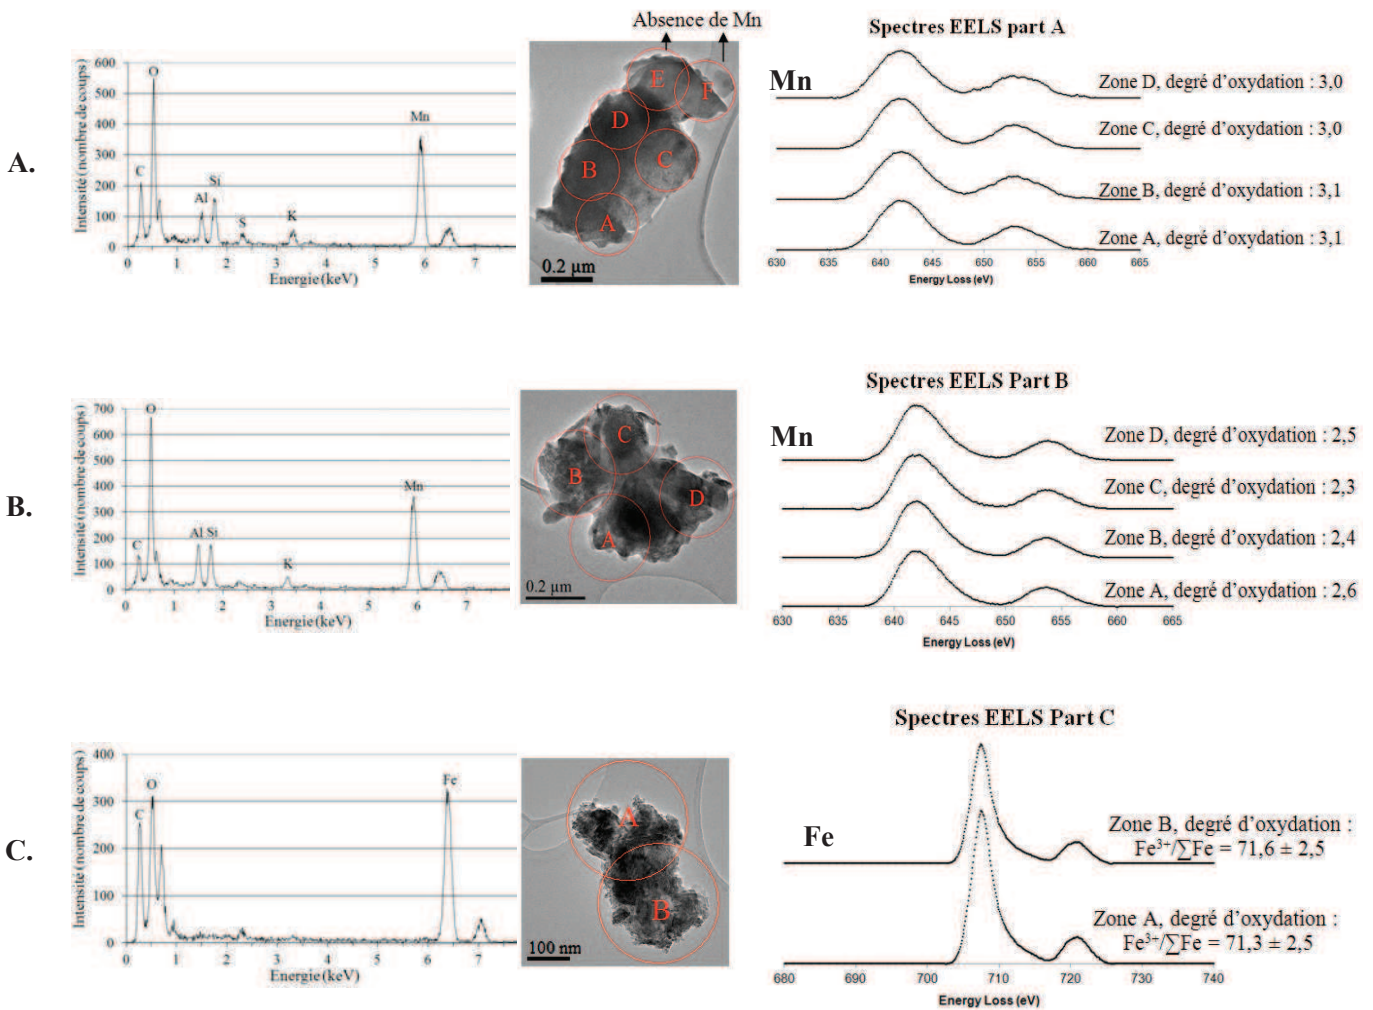 Absence de Mn
Spectres EELS part A
A.
Intensité (nombre de coups)
600
500
400
300
200
100
0
C
O
Al
Si
S
K
Mn
0 1 2 3 4 5 6 7
Energie (keV)
E
F
D
C
B
A
0.2 µm
Mn
Zone D, degré d'oxydation : 3,0
Zone C, degré d'oxydation : 3,0
Zone B, degré d'oxydation : 3,1
Zone A, degré d'oxydation : 3,1
630 635 640 645 650 655 660 665
Energy Loss (eV)
Spectres EELS Part B
B.
Intensité (nombre de coups)
700
600
500
400
300
200
100
0
C
O
Al Si
K
Mn
0 1 2 3 4 5 6 7
Energie (keV)
C
B
D
A
0.2 µm
Mn
Zone D, degré d'oxydation : 2,5
Zone C, degré d'oxydation : 2,3
Zone B, degré d'oxydation : 2,4
Zone A, degré d'oxydation : 2,6
630 635 640 645 650 655 660 665
Energy Loss (eV)
Spectres EELS Part C
C.
Intensité (nombre de coups)
400
300
200
100
0
C
O
Fe
0 1 2 3 4 5 6 7
Energie (keV)
A
B
100 nm
Fe
Zone B, degré d'oxydation :
Fe³⁺/∑Fe = 71,6 ± 2,5
Zone A, degré d'oxydation :
Fe³⁺/∑Fe = 71,3 ± 2,5
680 690 700 710 720 730 740
Energy Loss (eV)